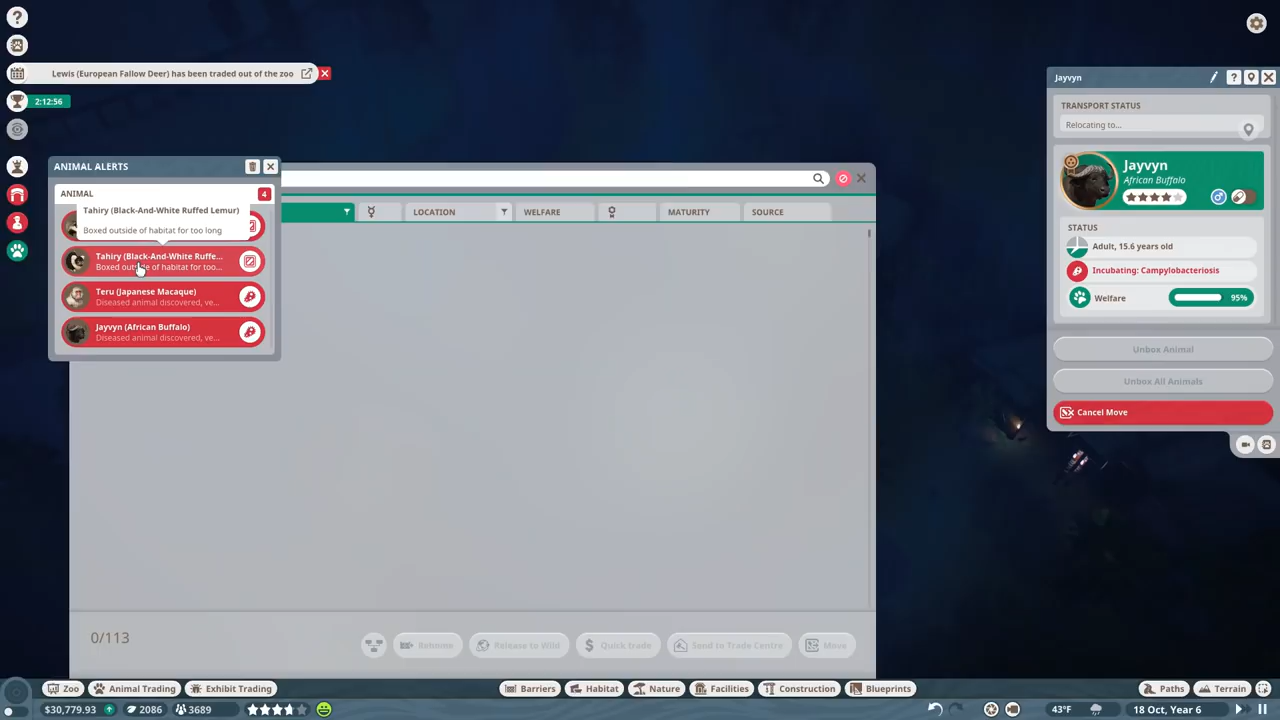 ?
Lewis (European Fallow Deer) has been traded out of the zoo
2:12:56
ANIMAL ALERTS
ANIMAL
4
Tahiry (Black-And-White Ruffed Lemur)
Boxed outside of habitat for too long
Tahiry (Black-And-White Ruffe...
Boxed outside of habitat for too...
Teru (Japanese Macaque)
Diseased animal discovered, ve...
Jayvyn (African Buffalo)
Diseased animal discovered, ve...
LOCATION
WELFARE
MATURITY
SOURCE
0/113
Actions
Release to Wild
$ Quick trade
Send to Trade Centre
Move
Jayvyn
?
TRANSPORT STATUS
Relocating to...
Jayvyn
African Buffalo
STATUS
Adult, 15.6 years old
Incubating: Campylobacteriosis
Welfare
95%
Unbox Animal
Unbox All Animals
Cancel Move
Zoo
Animal Trading
Exhibit Trading
Barriers
Habitat
Nature
Facilities
Construction
Blueprints
Paths
Terrain
$30,779.93
2086
3689
43°F
18 Oct, Year 6